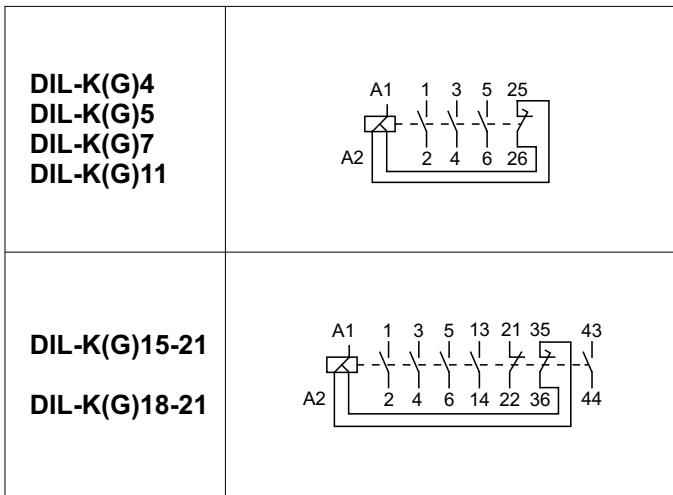 DIL-K(G)4
DIL-K(G)5
DIL-K(G)7
DIL-K(G)11
A1 1 3 5 25
A2 2 4 6 26
DIL-K(G)15-21
DIL-K(G)18-21
A1 1 3 5 13 21 35 43
A2 2 4 6 14 22 36 44